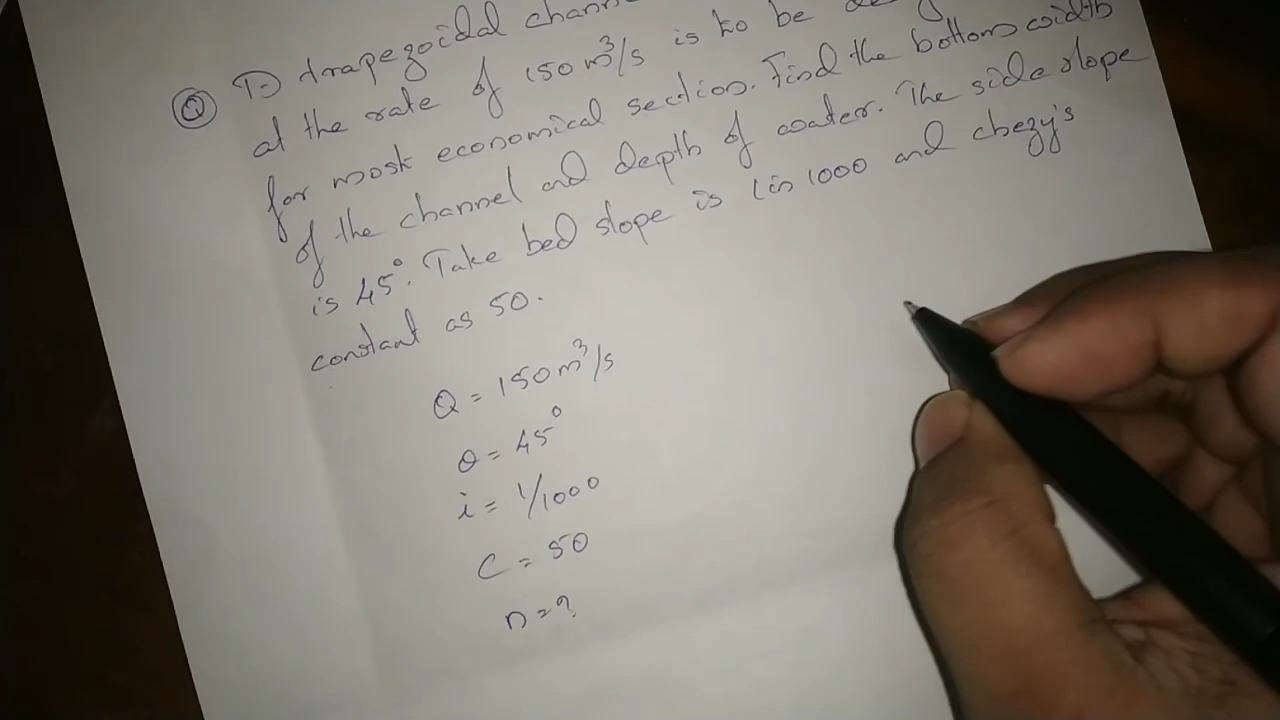 Q) The trapezoidal
at the rate of 150 m³/s is to be
for most economical section. Find the bottom width
of the channel and depth of water. The side slope
is 45°. Take bed slope is 1 in 1000 and chezy's
constant as 50.
Q = 150 m³/s
θ = 45°
i = 1/1000
C = 50
n = ?